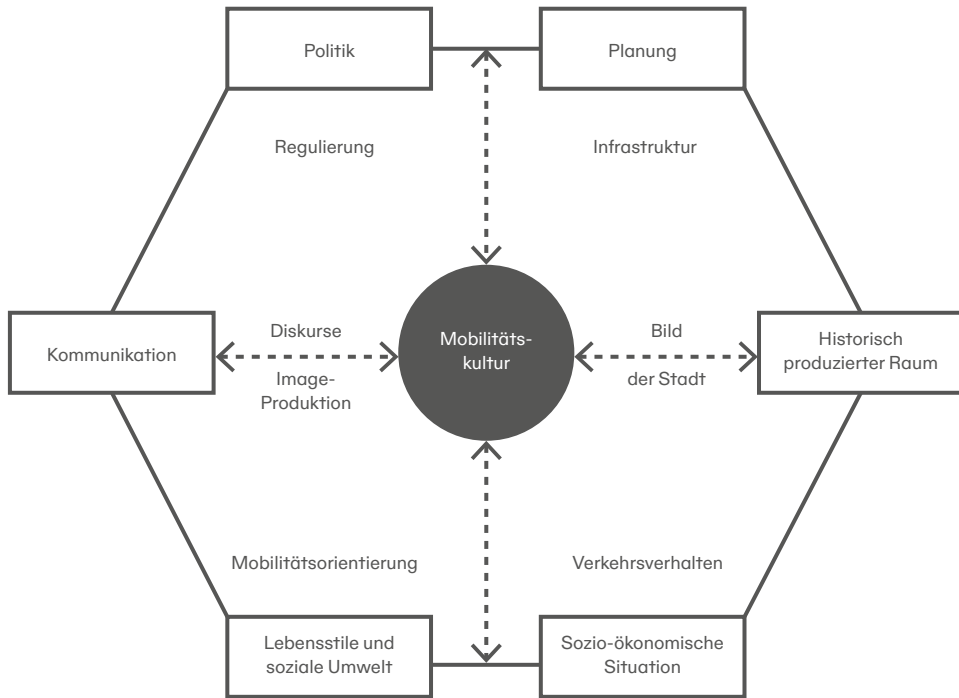 Politik
Planung
Regulierung
Infrastruktur
Kommunikation
Diskurse
Image-
Produktion
Mobilitäts-
kultur
Bild
der Stadt
Historisch
produzierter Raum
Mobilitätsorientierung
Verkehrsverhalten
Lebensstile und
soziale Umwelt
Sozio-ökonomische
Situation